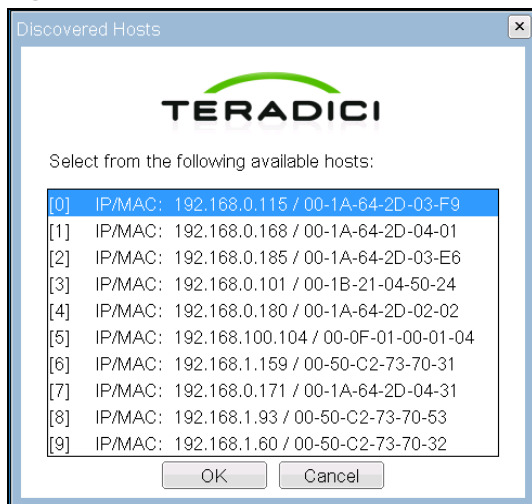 Discovered Hosts
TERADICI
Select from the following available hosts:
[0] IP/MAC: 192.168.0.115 / 00-1A-64-2D-03-F9
[1] IP/MAC: 192.168.0.168 / 00-1A-64-2D-04-01
[2] IP/MAC: 192.168.0.185 / 00-1A-64-2D-03-E6
[3] IP/MAC: 192.168.0.101 / 00-1B-21-04-50-24
[4] IP/MAC: 192.168.0.180 / 00-1A-64-2D-02-02
[5] IP/MAC: 192.168.100.104 / 00-0F-01-00-01-04
[6] IP/MAC: 192.168.1.159 / 00-50-C2-73-70-31
[7] IP/MAC: 192.168.0.171 / 00-1A-64-2D-04-31
[8] IP/MAC: 192.168.1.93 / 00-50-C2-73-70-53
[9] IP/MAC: 192.168.1.60 / 00-50-C2-73-70-32
OK Cancel